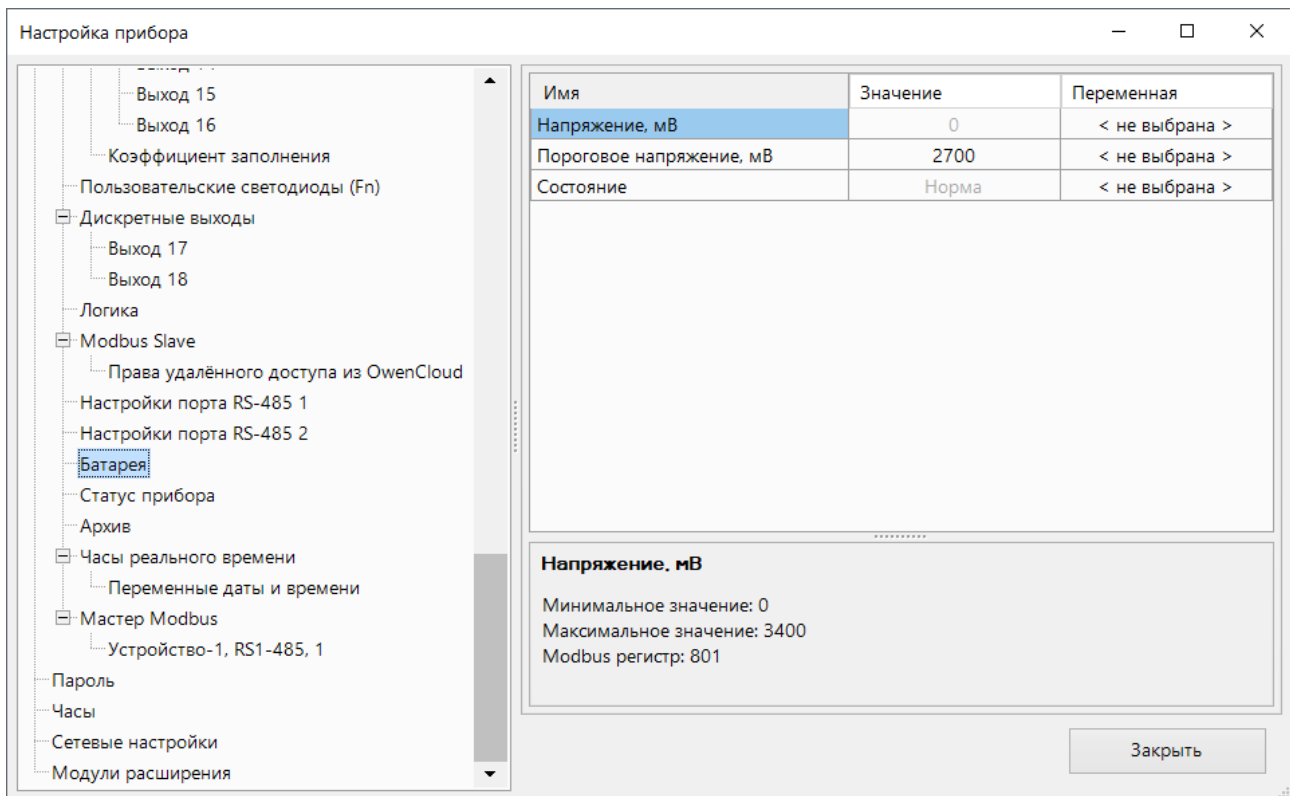 Настройка прибора
Выход 15
Выход 16
Коэффициент заполнения
Пользовательские светодиоды (Fn)
Дискретные выходы
Выход 17
Выход 18
Логика
Modbus Slave
Права удалённого доступа из OwenCloud
Настройки порта RS-485 1
Настройки порта RS-485 2
Батарея
Статус прибора
Архив
Часы реального времени
Переменные даты и времени
Мастер Modbus
Устройство-1, RS1-485, 1
Пароль
Часы
Сетевые настройки
Модули расширения
Имя Значение Переменная
Напряжение, мВ 0 < не выбрана >
Пороговое напряжение, мВ 2700 < не выбрана >
Состояние Норма < не выбрана >
Напряжение, мВ
Минимальное значение: 0
Максимальное значение: 3400
Modbus регистр: 801
Закрыть